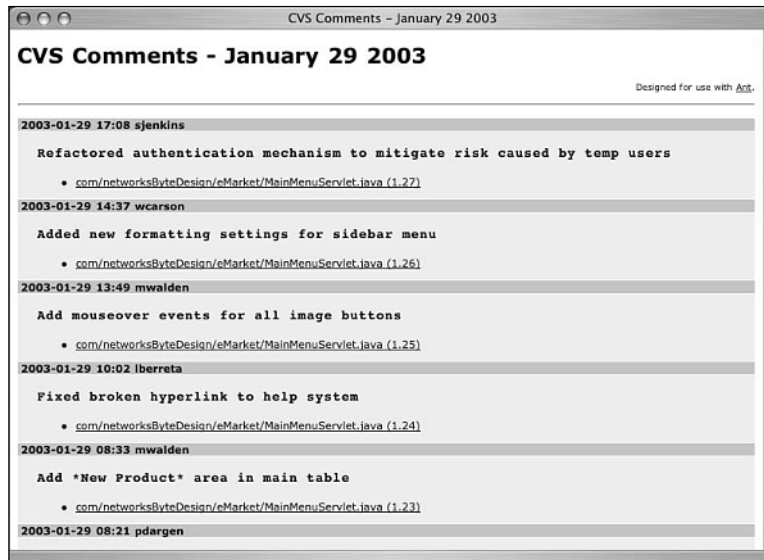 CVS Comments - January 29 2003
CVS Comments - January 29 2003
Designed for use with Ant.
2003-01-29 17:08 sjenkins
Refactored authentication mechanism to mitigate risk caused by temp users
• com/networksByteDesign/eMarket/MainMenuServlet.java (1.27)
2003-01-29 14:37 wcarson
Added new formatting settings for sidebar menu
• com/networksByteDesign/eMarket/MainMenuServlet.java (1.26)
2003-01-29 13:49 mwalden
Add mouseover events for all image buttons
• com/networksByteDesign/eMarket/MainMenuServlet.java (1.25)
2003-01-29 10:02 lberreta
Fixed broken hyperlink to help system
• com/networksByteDesign/eMarket/MainMenuServlet.java (1.24)
2003-01-29 08:33 mwalden
Add *New Product* area in main table
• com/networksByteDesign/eMarket/MainMenuServlet.java (1.23)
2003-01-29 08:21 pdargen